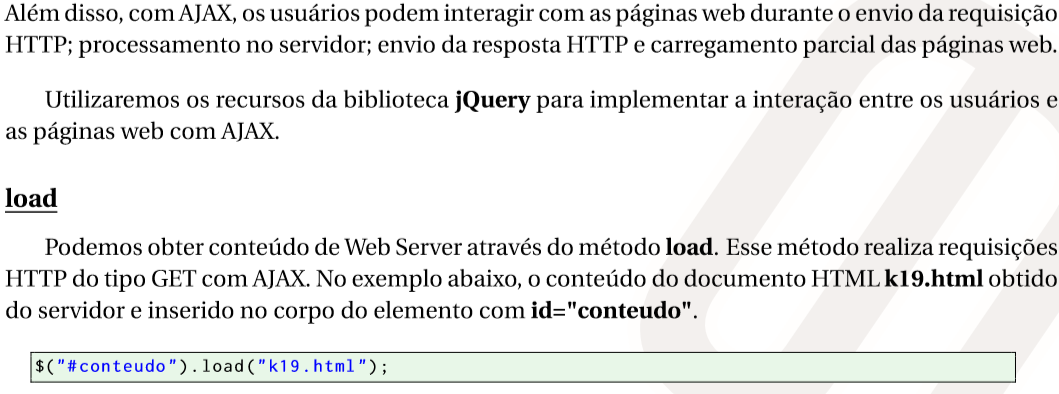 Além disso, com AJAX, os usuários podem interagir com as páginas web durante o envio da requisição
HTTP; processamento no servidor; envio da resposta HTTP e carregamento parcial das páginas web.
Utilizaremos os recursos da biblioteca jQuery para implementar a interação entre os usuários e
as páginas web com AJAX.
load
Podemos obter conteúdo de Web Server através do método load. Esse método realiza requisições
HTTP do tipo GET com AJAX. No exemplo abaixo, o conteúdo do documento HTML k19.html obtido
do servidor e inserido no corpo do elemento com id="conteudo".
$("#conteudo").load("k19.html");